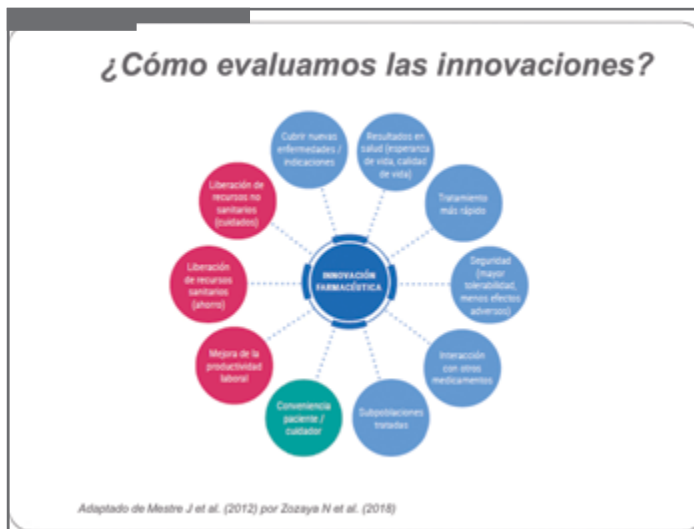 ¿Cómo evaluamos las innovaciones?
Cubrir nuevas
enfermedades /
indicaciones
Resultados en
salud (esperanza
de vida, calidad
de vida)
Tratamiento
más rápido
Seguridad
(mayor
tolerabilidad,
menos efectos
adversos)
Interacción
con otros
medicamentos
Subpoblaciones
tratadas
Conveniencia
paciente /
cuidador
Mejora de la
productividad
laboral
Liberación
de recursos
sanitarios
(ahorro)
Liberación de
recursos no
sanitarios
(cuidados)
INNOVACIÓN
FARMACÉUTICA
Adaptado de Mestre J et al. (2012) por Zozaya N et al. (2018)